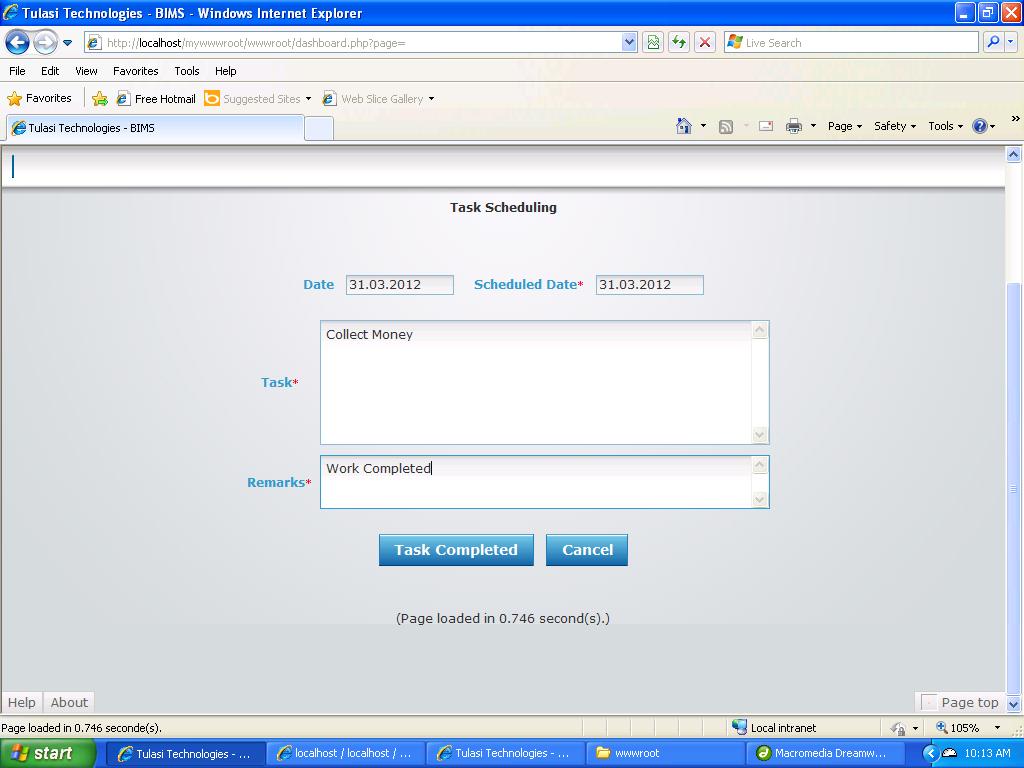 Tulasi Technologies - BIMS - Windows Internet Explorer
http://localhost/mywwwroot/wwwroot/dashboard.php?page=
Live Search
File Edit View Favorites Tools Help
Favorites Free Hotmail Suggested Sites Web Slice Gallery
Tulasi Technologies - BIMS
Page Safety Tools
Task Scheduling
Date 31.03.2012 Scheduled Date* 31.03.2012
Task* Collect Money
Remarks* Work Completed
Task Completed Cancel
(Page loaded in 0.746 second(s).)
Help About Page top
Page loaded in 0.746 seconde(s). Local intranet 105%
start Tulasi Technologies - ... localhost / localhost / ... Tulasi Technologies - ... wwwroot Macromedia Dreamw... 10:13 AM